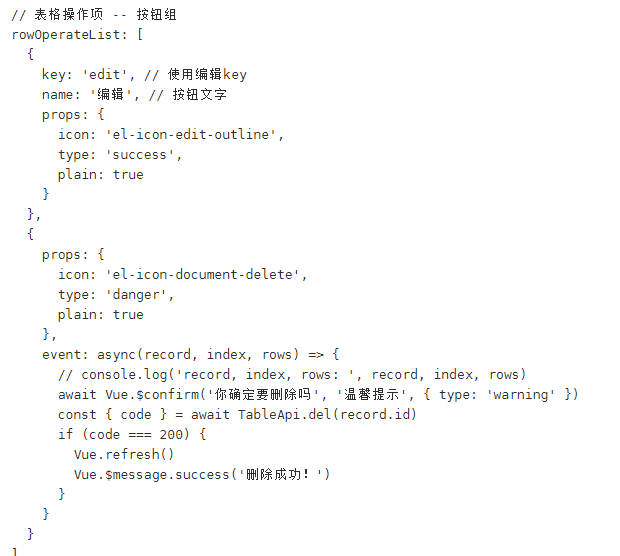 // 表格操作项 -- 按钮组
rowOperateList: [
  {
    key: 'edit', // 使用编辑key
    name: '编辑', // 按钮文字
    props: {
      icon: 'el-icon-edit-outline',
      type: 'success',
      plain: true
    }
  },
  {
    props: {
      icon: 'el-icon-document-delete',
      type: 'danger',
      plain: true
    },
    event: async(record, index, rows) => {
      // console.log('record, index, rows: ', record, index, rows)
      await Vue.$confirm('你确定要删除吗', '温馨提示', { type: 'warning' })
      const { code } = await TableApi.del(record.id)
      if (code === 200) {
        Vue.refresh()
        Vue.$message.success('删除成功！')
      }
    }
  }
]